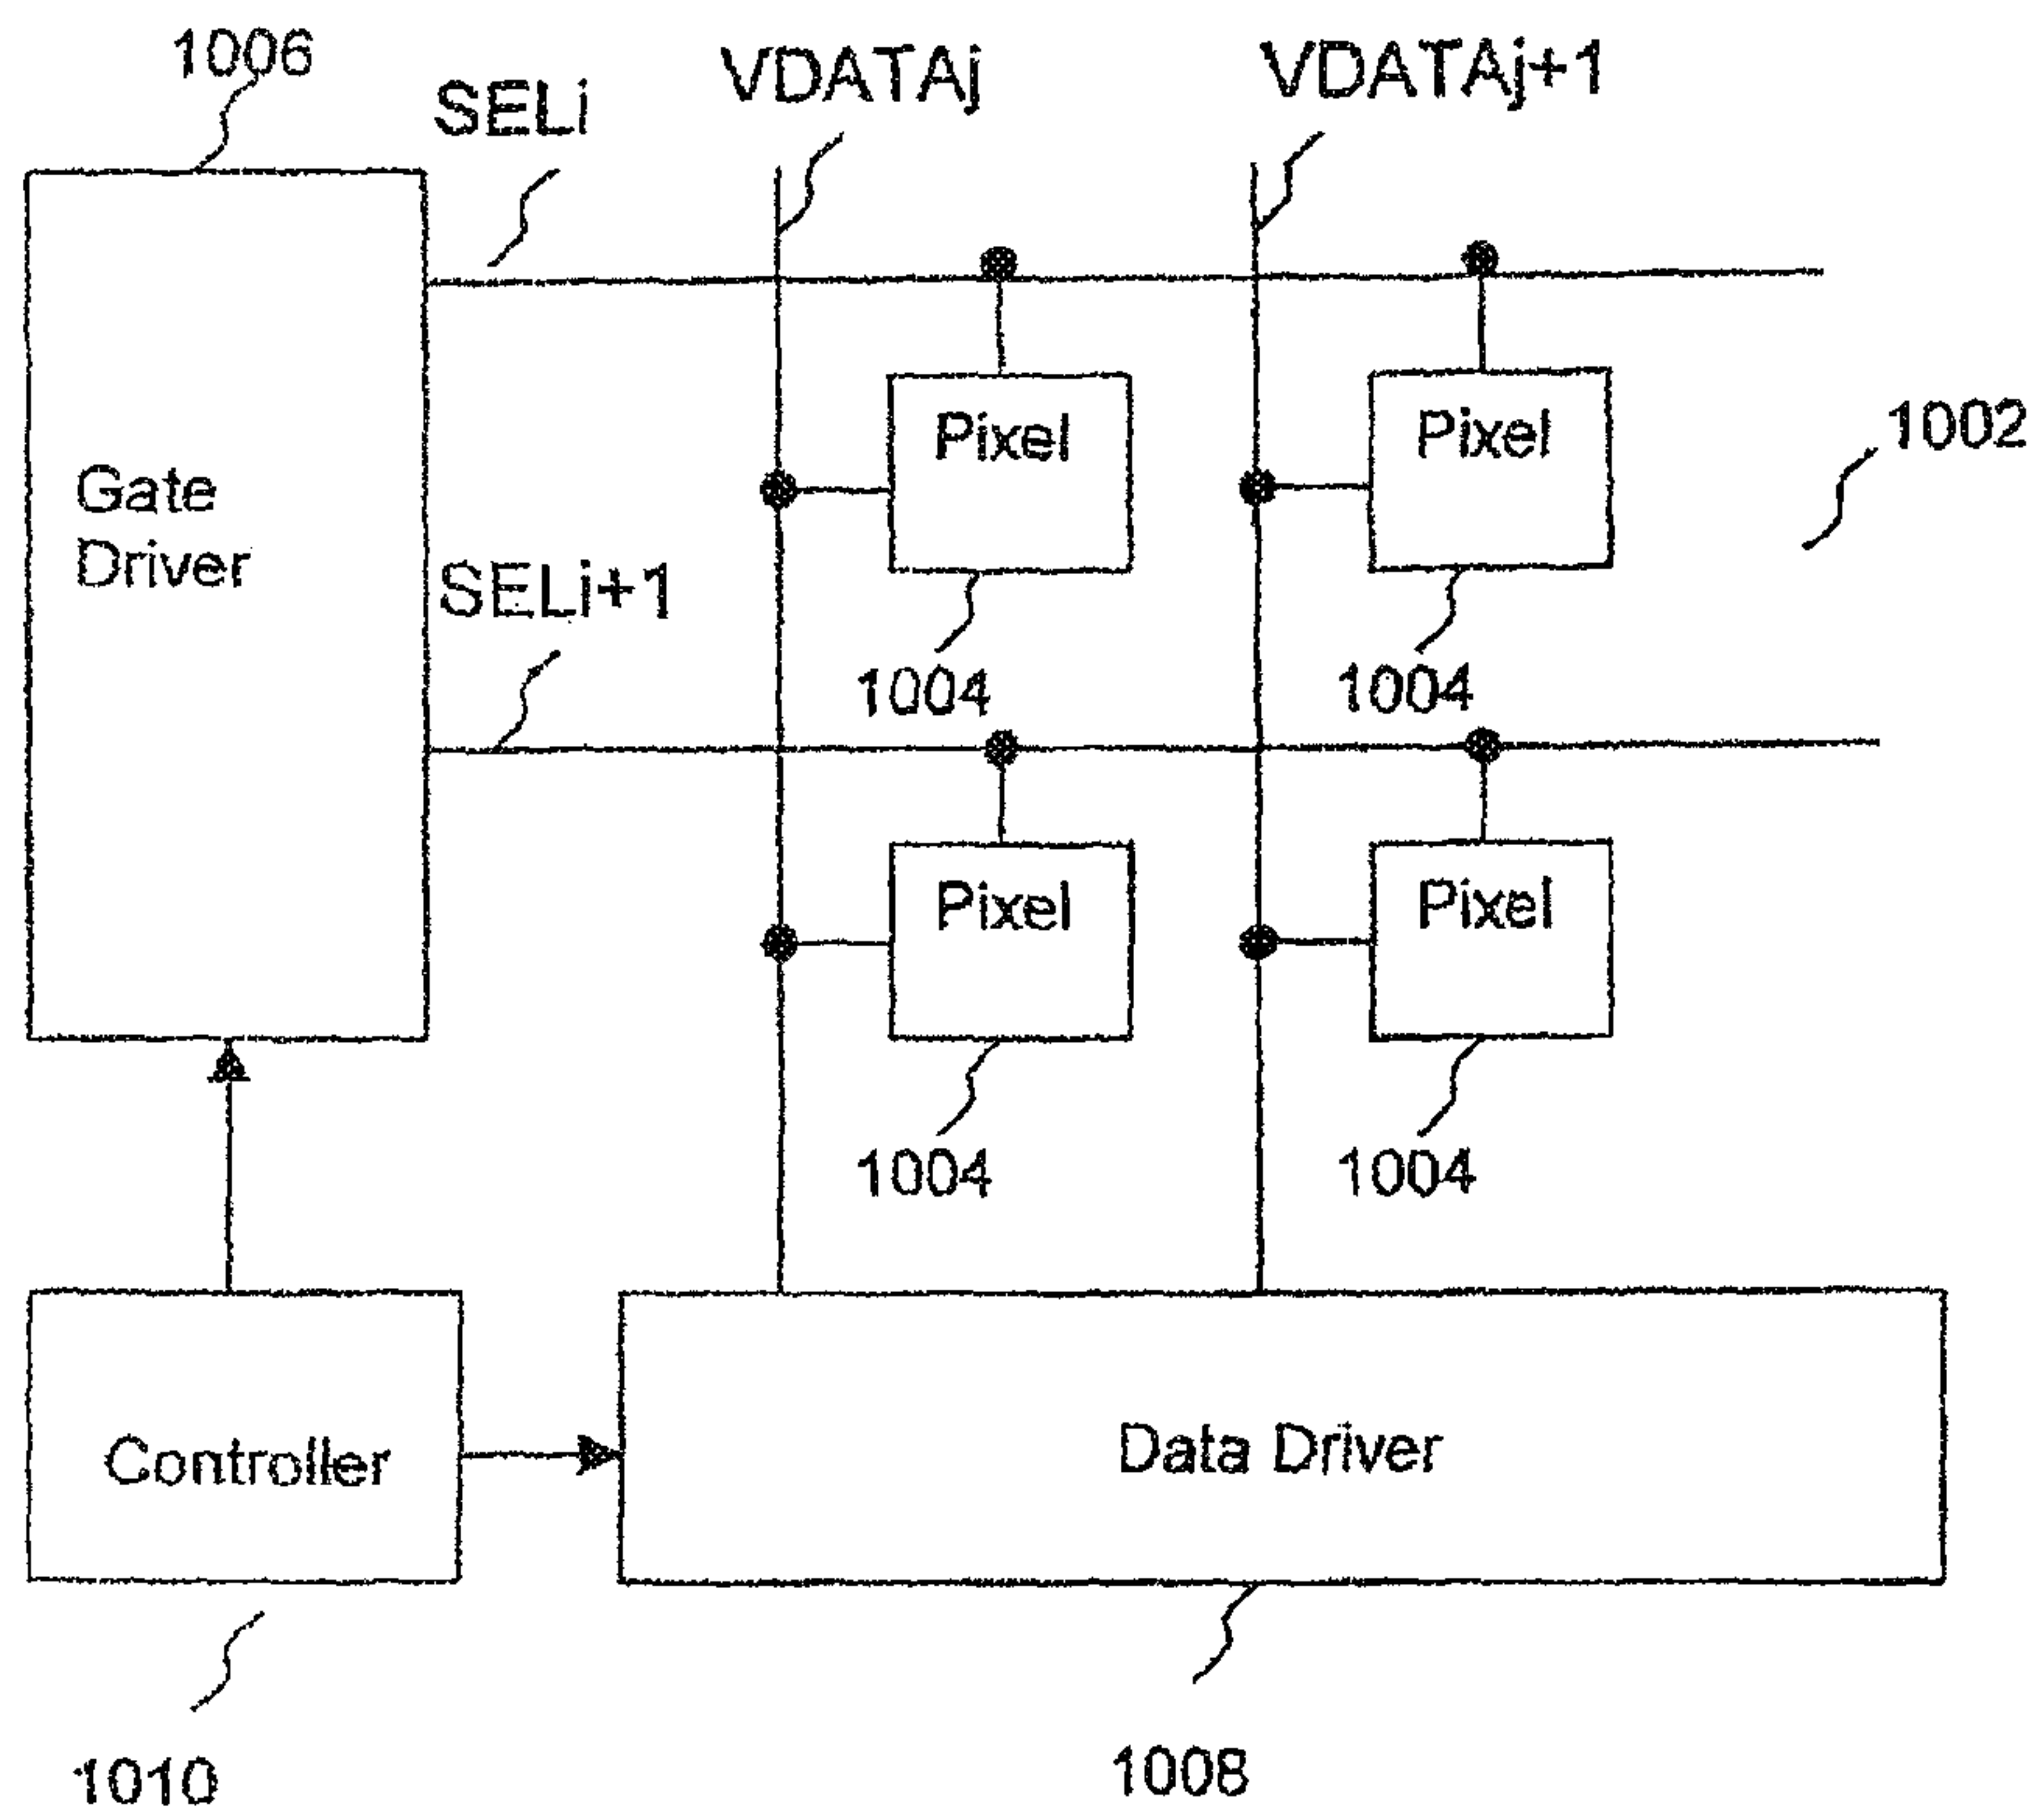 1006
SELi
VDATAj
VDATAj+1
Pixel
Pixel
1002
Gate
Driver
SELi+1
1004
1004
Pixel
Pixel
1004
1004
Controller
Data Driver
1010
1008